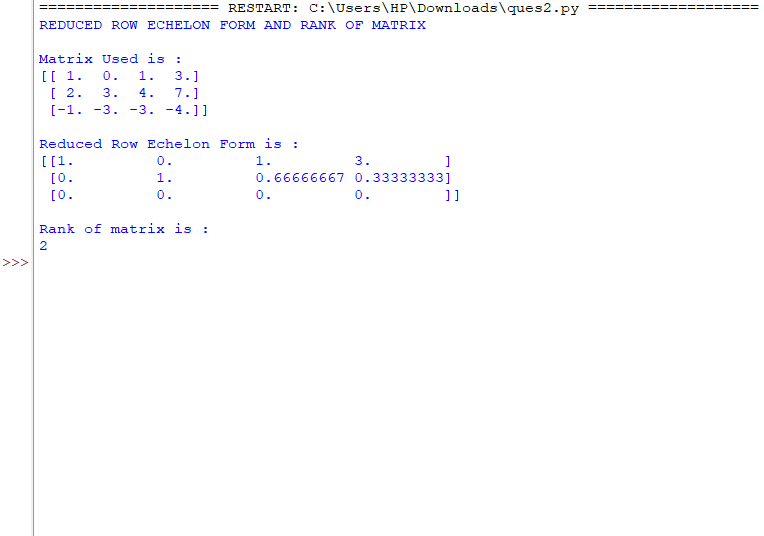 ==================== RESTART: C:\Users\HP\Downloads\ques2.py ===================
REDUCED ROW ECHELON FORM AND RANK OF MATRIX

Matrix Used is :
[[ 1.  0.  1.  3.]
 [ 2.  3.  4.  7.]
 [-1. -3. -3. -4.]]

Reduced Row Echelon Form is :
[[1.         0.         1.         3.        ]
 [0.         1.         0.66666667 0.33333333]
 [0.         0.         0.         0.        ]]

Rank of matrix is :
2
>>>